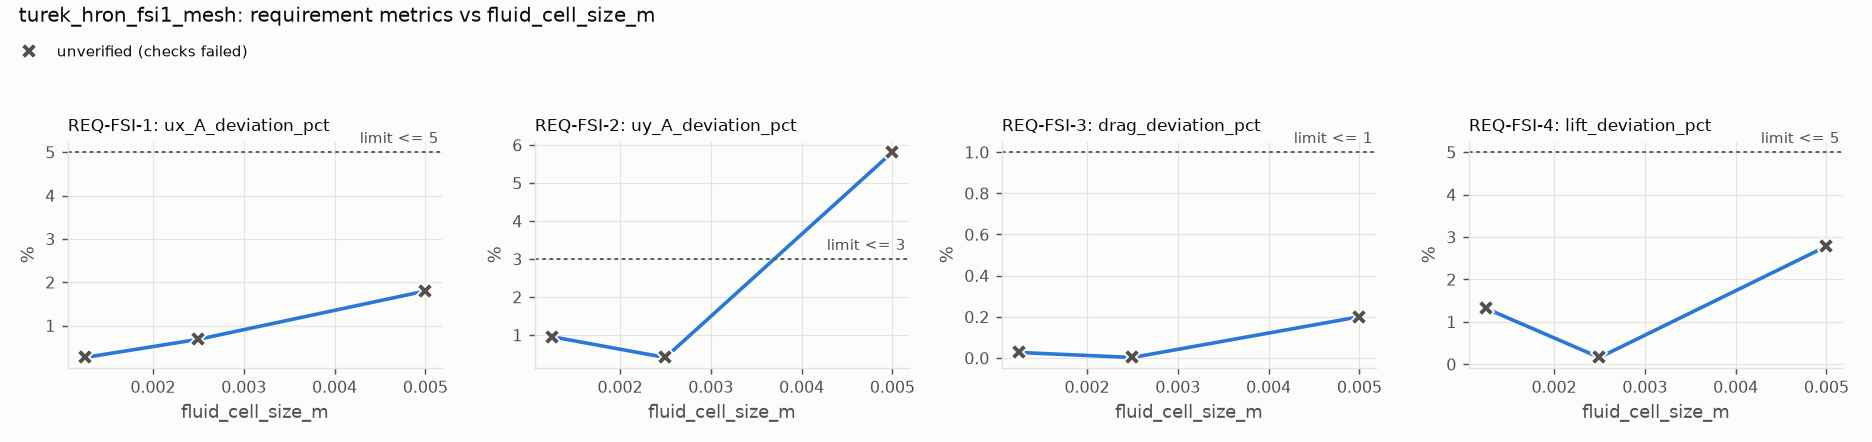 turek_hron_fsi1_mesh: requirement metrics vs fluid_cell_size_m
unverified (checks failed)
REQ-FSI-1: ux_A_deviation_pct
limit <= 5
5
4
3
2
1
%
0.002 0.003 0.004 0.005
fluid_cell_size_m
REQ-FSI-2: uy_A_deviation_pct
6
5
4
limit <= 3
3
2
1
%
0.002 0.003 0.004 0.005
fluid_cell_size_m
REQ-FSI-3: drag_deviation_pct
limit <= 1
1.0
0.8
0.6
0.4
0.2
0.0
%
0.002 0.003 0.004 0.005
fluid_cell_size_m
REQ-FSI-4: lift_deviation_pct
limit <= 5
5
4
3
2
1
0
%
0.002 0.003 0.004 0.005
fluid_cell_size_m